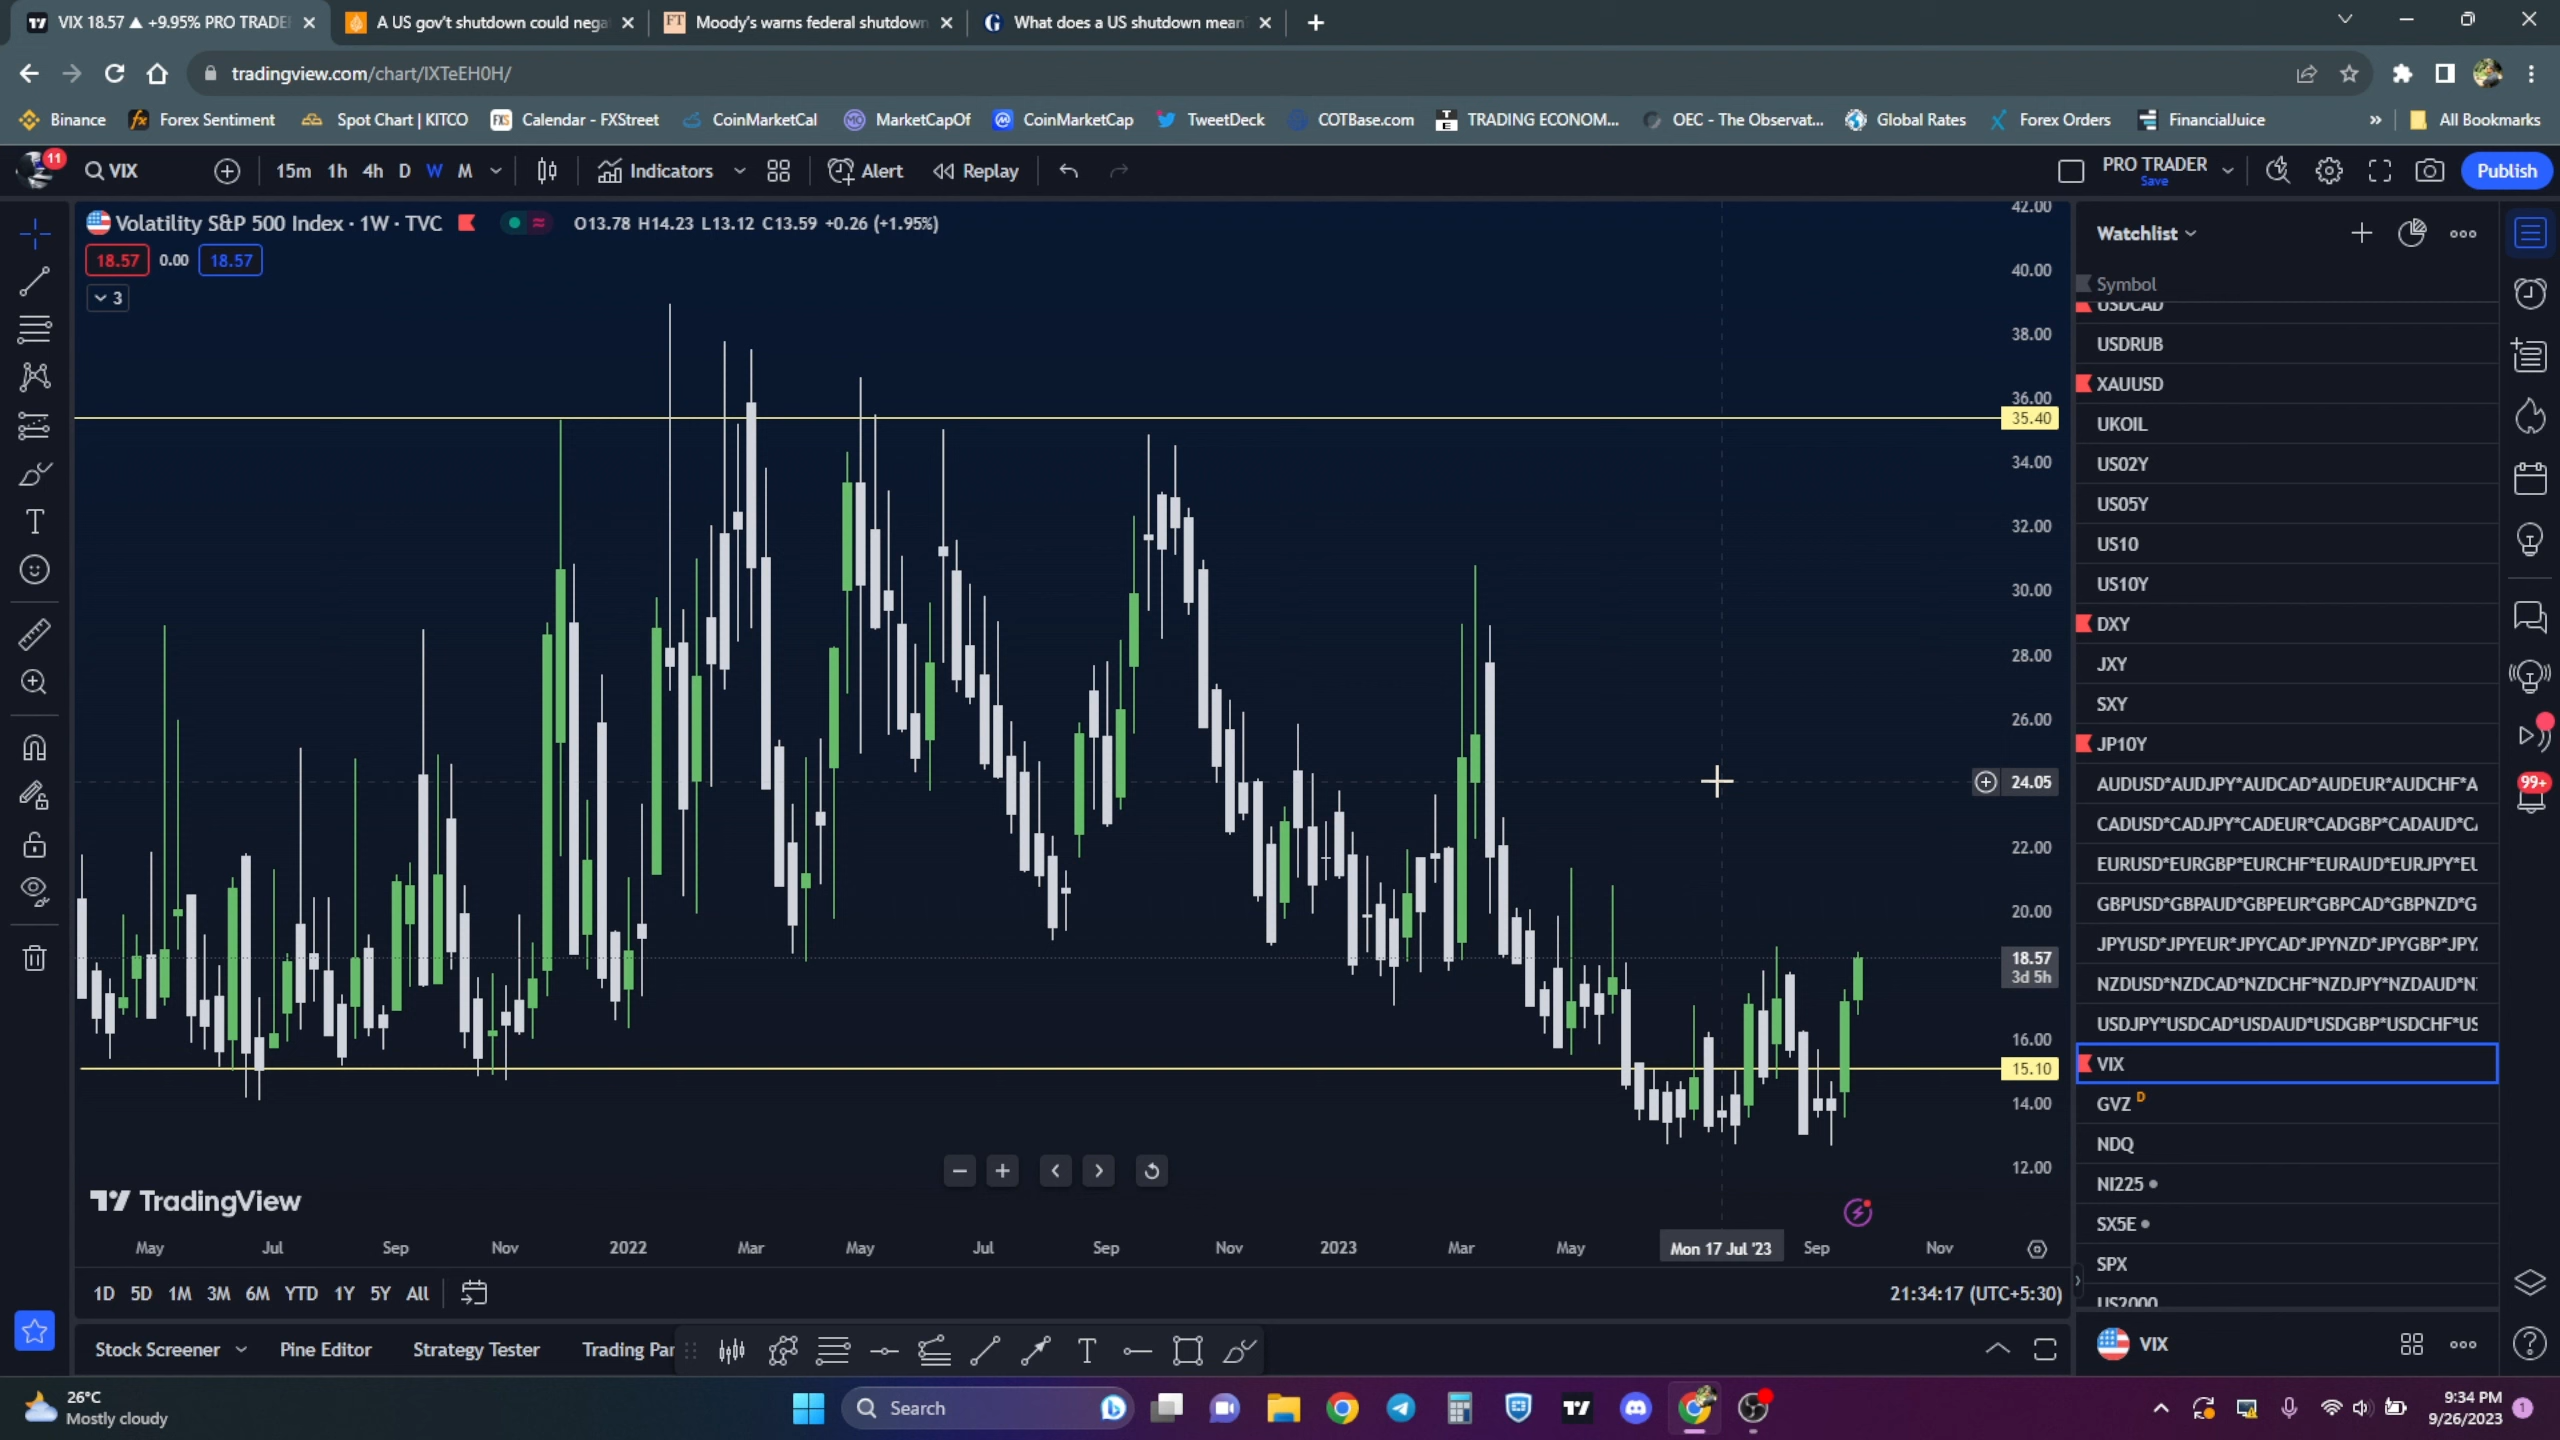 VIX 18.57 ▲ +9.95% PRO TRADE
A US gov't shutdown could nega
FT Moody's warns federal shutdown
G What does a US shutdown mean
tradingview.com/chart/IXTeEH0H/
Binance
Forex Sentiment
Spot Chart | KITCO
FXS Calendar - FXStreet
CoinMarketCal
MarketCapOf
CoinMarketCap
TweetDeck
COTBase.com
TRADING ECONOM...
OEC - The Observat...
Global Rates
Forex Orders
FinancialJuice
»
All Bookmarks
11
VIX
15m 1h 4h D W M
Indicators
Alert
Replay
PRO TRADER
Save
Publish
Volatility S&P 500 Index · 1W · TVC
O13.78 H14.23 L13.12 C13.59 +0.26 (+1.95%)
18.57 0.00 18.57
3
42.00
40.00
38.00
36.00
35.40
34.00
32.00
30.00
28.00
26.00
24.05
22.00
20.00
18.57
3d 5h
16.00
15.10
14.00
12.00
TradingView
May Jul Sep Nov 2022 Mar May Jul Sep Nov 2023 Mar May Mon 17 Jul '23 Sep Nov
1D 5D 1M 3M 6M YTD 1Y 5Y All
21:34:17 (UTC+5:30)
Stock Screener
Pine Editor
Strategy Tester
Trading Par
Watchlist
Symbol
USDCAD
USDRUB
XAUUSD
UKOIL
US02Y
US05Y
US10
US10Y
DXY
JXY
SXY
JP10Y
AUDUSD*AUDJPY*AUDCAD*AUDEUR*AUDCHF*A
CADUSD*CADJPY*CADEUR*CADGBP*CADAUD*C
EURUSD*EURGBP*EURCHF*EURAUD*EURJPY*EU
GBPUSD*GBPAUD*GBPEUR*GBPCAD*GBPNZD*G
JPYUSD*JPYEUR*JPYCAD*JPYNZD*JPYGBP*JPY
NZDUSD*NZDCAD*NZDCHF*NZDJPY*NZDAUD*N
USDJPY*USDCAD*USDAUD*USDGBP*USDCHF*US
VIX
GVZ D
NDQ
NI225
SX5E
SPX
US2000
VIX
99+
26°C
Mostly cloudy
Search
9:34 PM
9/26/2023
1